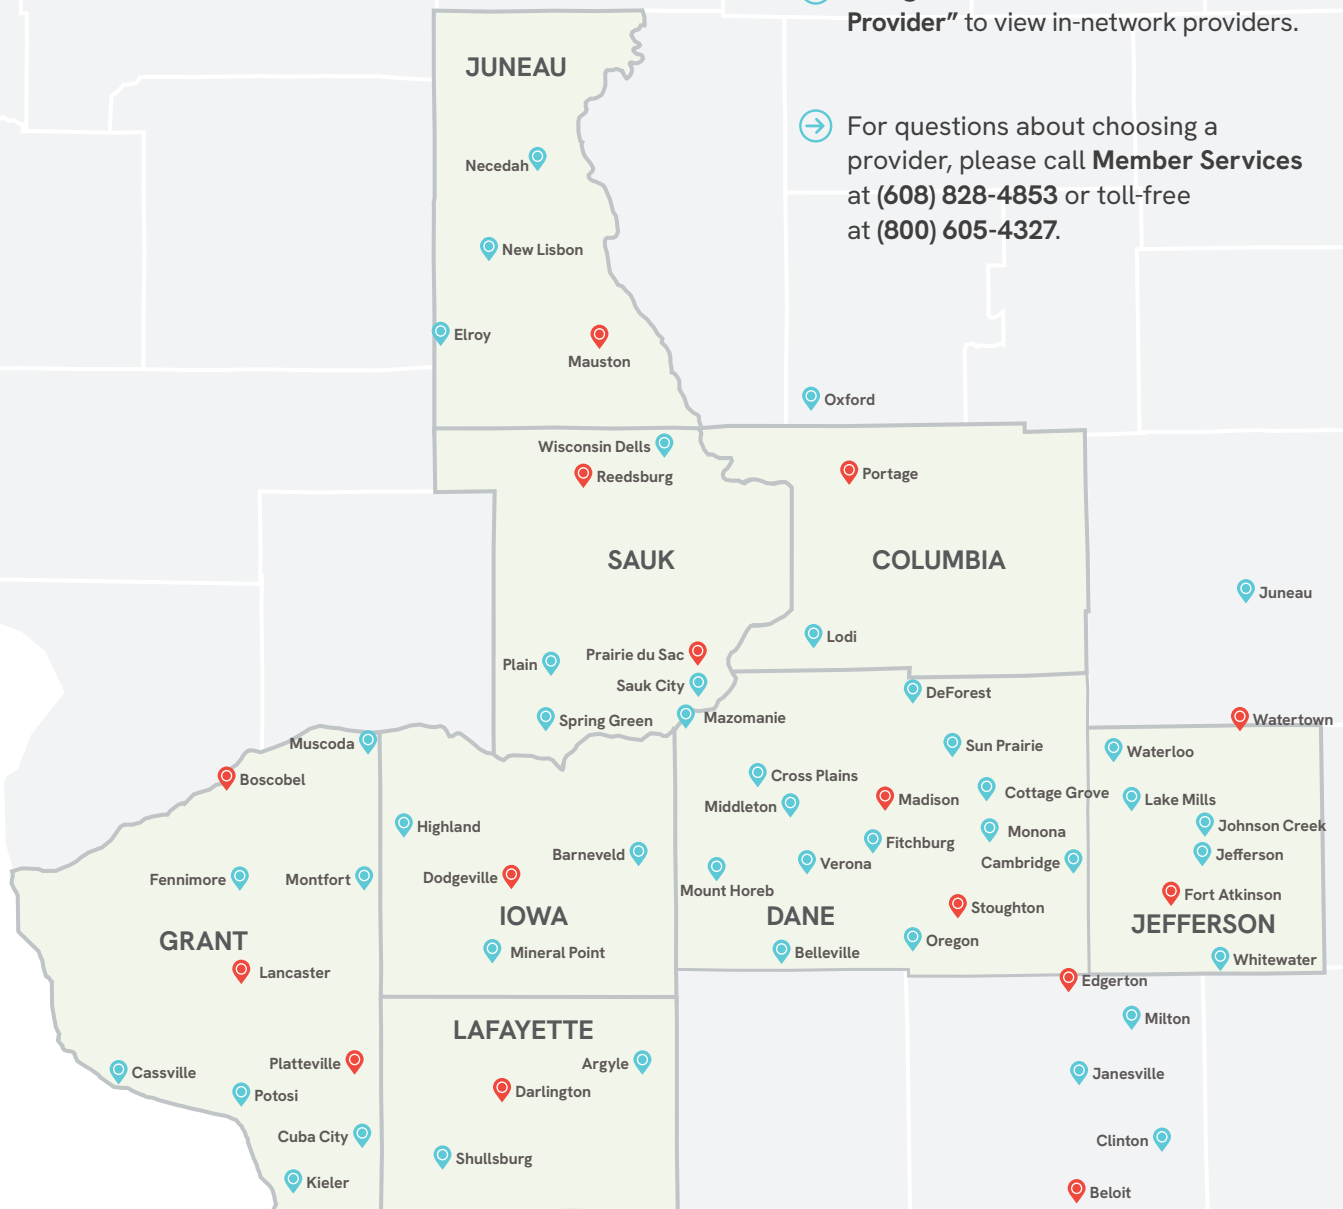 Provider” to view in-network providers.
For questions about choosing a
provider, please call Member Services
at (608) 828-4853 or toll-free
at (800) 605-4327.
JUNEAU
Necedah
New Lisbon
Elroy
Mauston
Oxford
Wisconsin Dells
Reedsburg
Portage
SAUK
COLUMBIA
Juneau
Lodi
Prairie du Sac
Plain
Sauk City
DeForest
Mazomanie
Spring Green
Watertown
Muscoda
Sun Prairie
Waterloo
Boscobel
Cross Plains
Cottage Grove
Madison
Lake Mills
Middleton
Highland
Johnson Creek
Monona
Fitchburg
Barneveld
Jefferson
Cambridge
Verona
Dodgeville
Fennimore
Montfort
Mount Horeb
Fort Atkinson
Stoughton
IOWA
DANE
JEFFERSON
GRANT
Oregon
Mineral Point
Belleville
Whitewater
Lancaster
Edgerton
Milton
LAFAYETTE
Platteville
Argyle
Cassville
Janesville
Darlington
Potosi
Cuba City
Clinton
Shullsburg
Kieler
Beloit